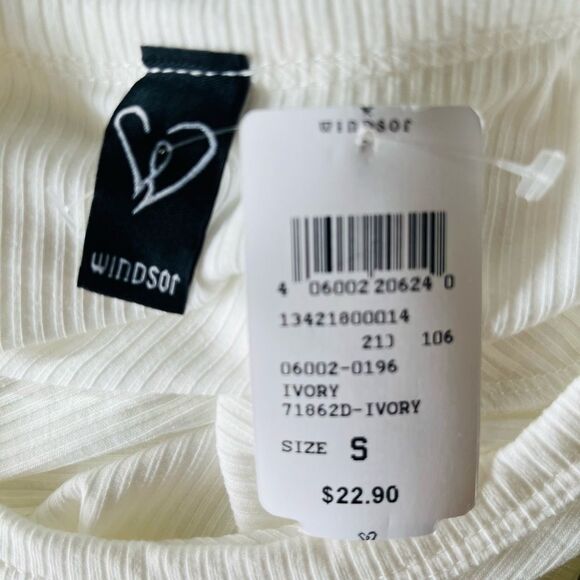 WINDSOr
WINDSOr
4 06002 20624 0
13421800014
21J 106
06002-0196
IVORY
71862D-IVORY
SIZE S
$22.90